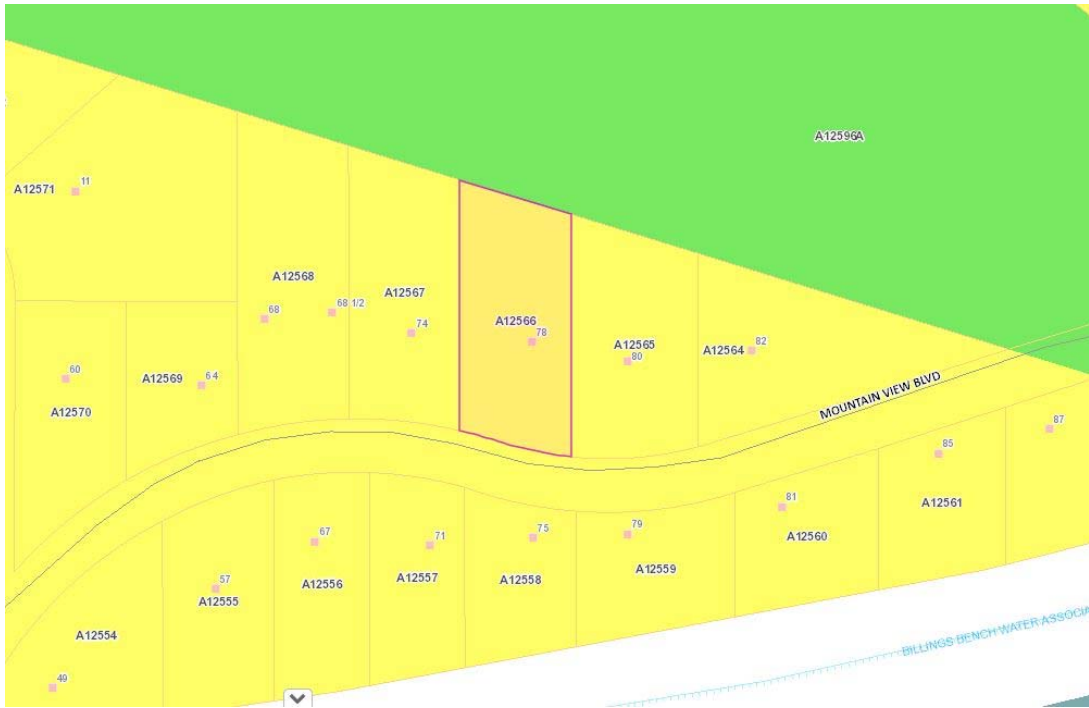 A12596A
11
A12571
A12568
68
68 1/2
A12567
74
A12566
78
A12565
80
A12564
82
60
A12570
A12569
64
MOUNTAIN VIEW BLVD
87
85
A12561
81
A12560
79
A12559
75
A12558
71
A12557
67
A12556
57
A12555
A12554
49
BILLINGS BENCH WATER ASSOCIA